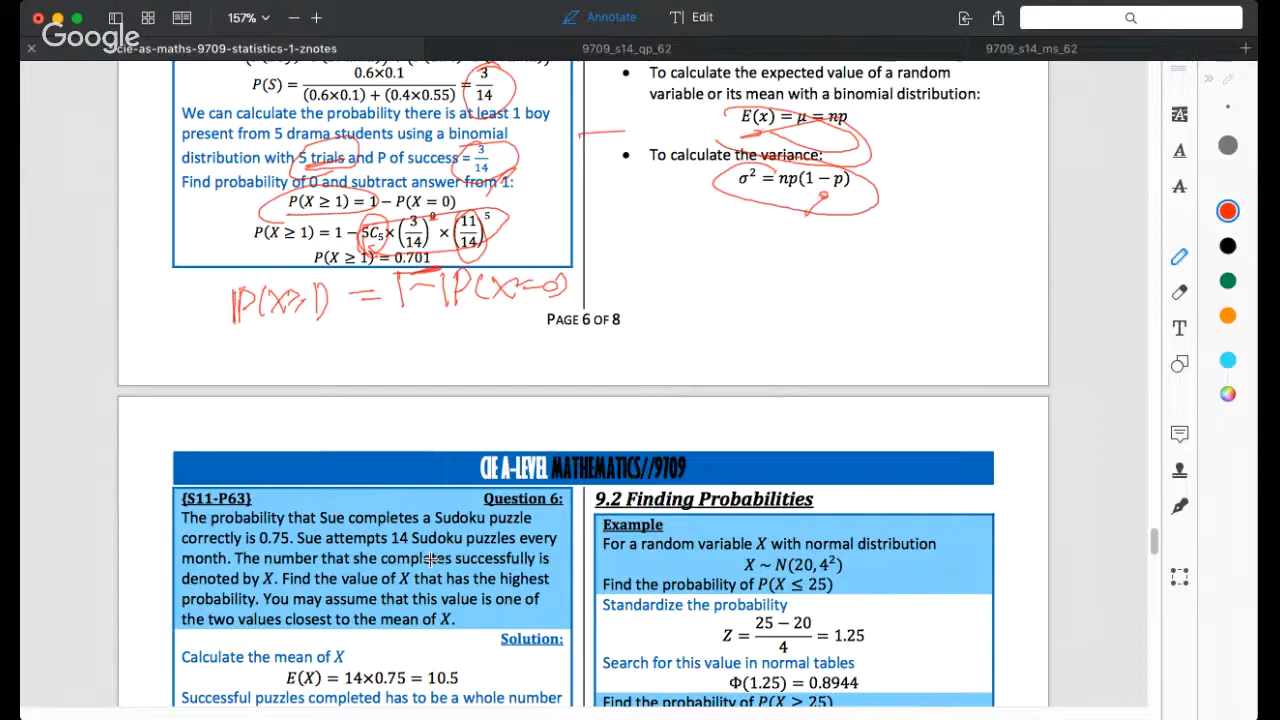 157%
Annotate
Edit
Google
cie-as-maths-9709-statistics-1-znotes
9709_s14_qp_62
9709_s14_ms_62
P(S) = 0.6×0.1 / (0.6×0.1) + (0.4×0.55) = 3/14
We can calculate the probability there is at least 1 boy
present from 5 drama students using a binomial
distribution with 5 trials and P of success = 3/14
Find probability of 0 and subtract answer from 1:
P(X ≥ 1) = 1 − P(X = 0)
P(X ≥ 1) = 1 − 5C₅ × (3/14)⁰ × (11/14)⁵
P(X ≥ 1) = 0.701
P(X≥1) = 1-P(X=0)
• To calculate the expected value of a random
variable or its mean with a binomial distribution:
E(x) = μ = np
• To calculate the variance:
σ² = np(1 − p)
PAGE 6 OF 8
CIE A-LEVEL MATHEMATICS//9709
{S11-P63} Question 6:
The probability that Sue completes a Sudoku puzzle
correctly is 0.75. Sue attempts 14 Sudoku puzzles every
month. The number that she completes successfully is
denoted by X. Find the value of X that has the highest
probability. You may assume that this value is one of
the two values closest to the mean of X.
Solution:
Calculate the mean of X
E(X) = 14×0.75 = 10.5
Successful puzzles completed has to be a whole number
9.2 Finding Probabilities
Example
For a random variable X with normal distribution
X ~ N(20, 4²)
Find the probability of P(X ≤ 25)
Standardize the probability
Z = 25 − 20 / 4 = 1.25
Search for this value in normal tables
Φ(1.25) = 0.8944
Find the probability of P(X > 25)